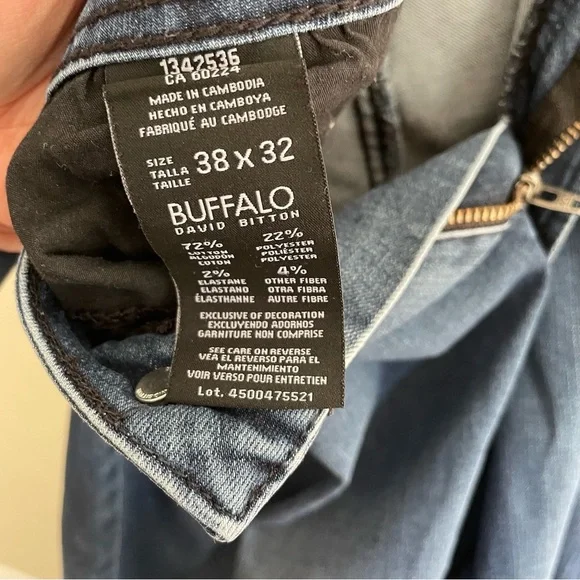 1342536
CA 60224
MADE IN CAMBODIA
HECHO EN CAMBOYA
FABRIQUÉ AU CAMBODGE
SIZE
TALLA 38 X 32
TAILLE
BUFFALO
DAVID BITTON
72% 22%
COTTON POLYESTER
ALGODON POLIÉSTER
COTON POLYESTER
2% 4%
ELASTANE OTHER FIBER
ELASTANO OTRA FIBRA
ÉLASTHANNE AUTRE FIBRE
EXCLUSIVE OF DECORATION
EXCLUYENDO ADORNOS
GARNITURE NON COMPRISE
SEE CARE ON REVERSE
VEA EL REVERSO PARA EL
MANTENIMIENTO
VOIR VERSO POUR ENTRETIEN
Lot. 4500475521